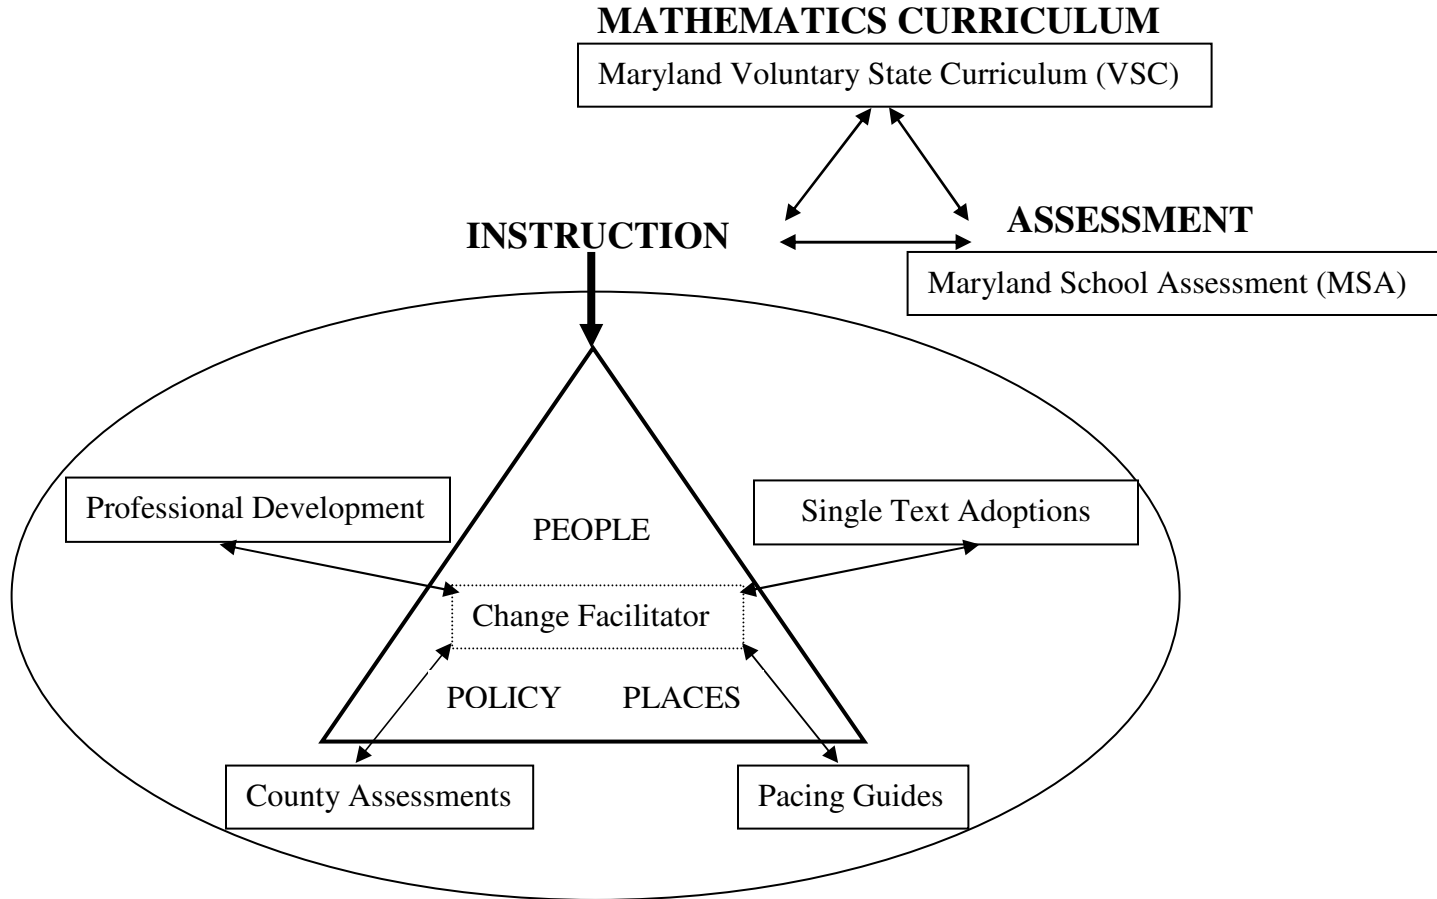 MATHEMATICS CURRICULUM
Maryland Voluntary State Curriculum (VSC)
INSTRUCTION
ASSESSMENT
Maryland School Assessment (MSA)
Professional Development
Single Text Adoptions
PEOPLE
Change Facilitator
POLICY
PLACES
County Assessments
Pacing Guides